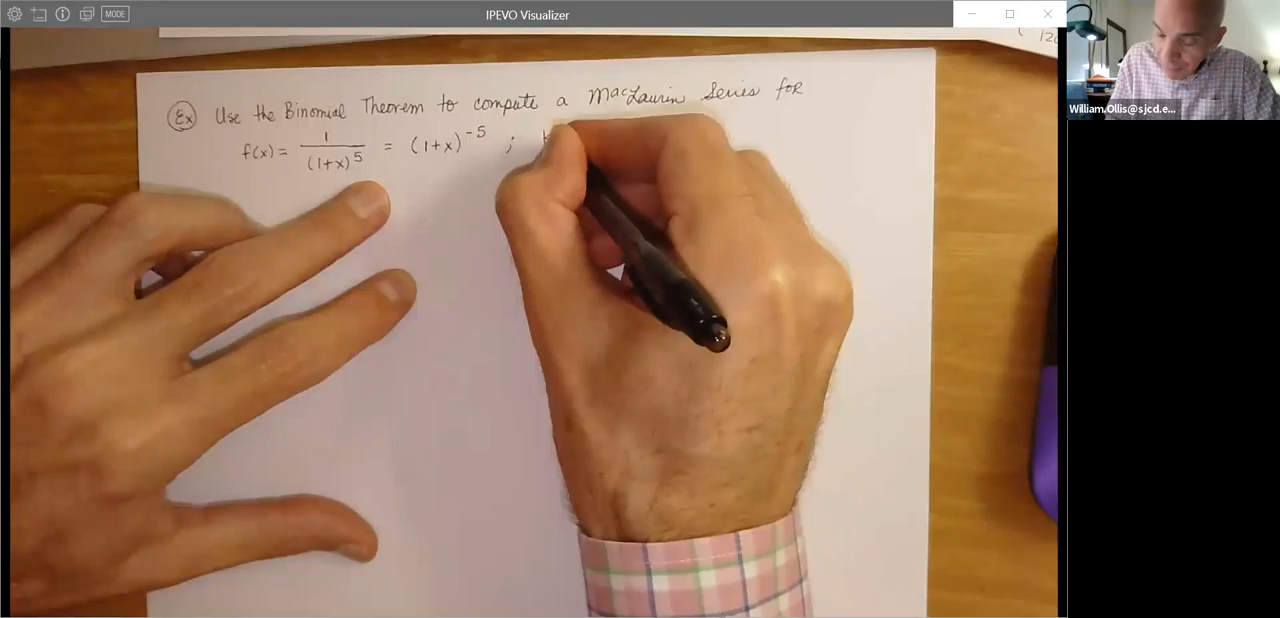 MODE
IPEVO Visualizer
126
William.Ollis@sjcd.e...
Ex Use the Binomial Theorem to compute a MacLaurin Series for
f(x) = 1/(1+x)^5 = (1+x)^-5 ;